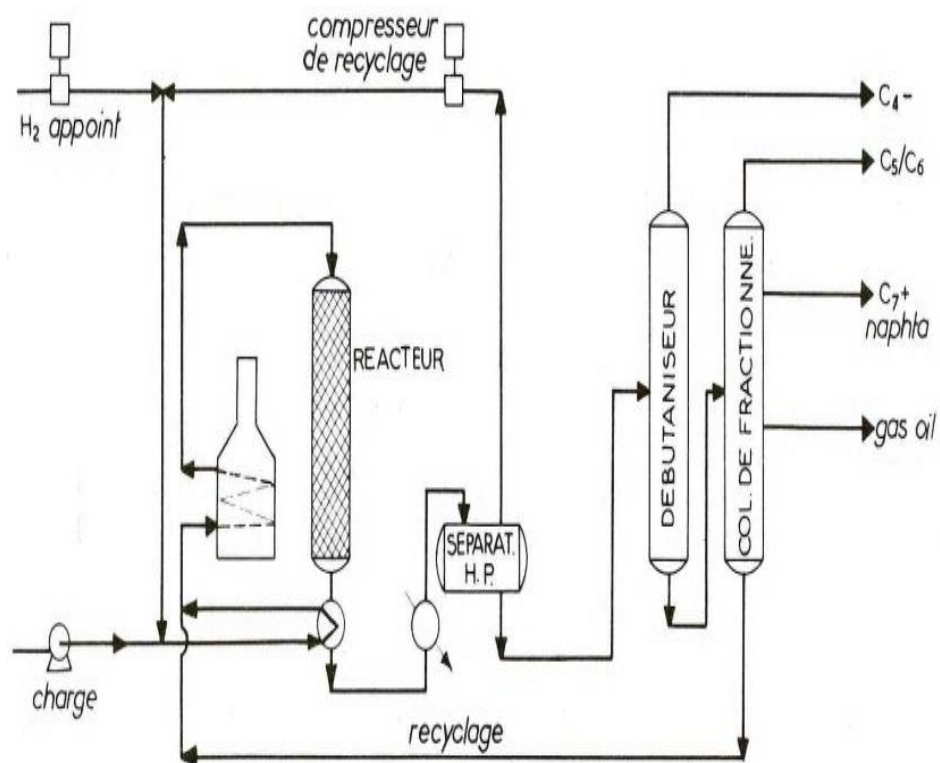 compresseur
de recyclage
H₂ appoint
C₄-
C₅/C₆
C₇+
naphta
gas oil
REACTEUR
DEBUTANISEUR
COL. DE FRACTIONNE.
SEPARAT.
H.P.
charge
recyclage